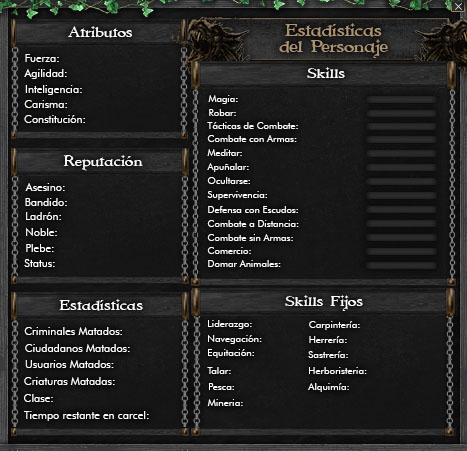 Atributos
Fuerza:
Agilidad:
Inteligencia:
Carisma:
Constitución:
Reputación
Asesino:
Bandido:
Ladrón:
Noble:
Plebe:
Status:
Estadísticas
Criminales Matados:
Ciudadanos Matados:
Usuarios Matados:
Criaturas Matadas:
Clase:
Tiempo restante en carcel:
Estadísticas
del Personaje
Skills
Magia:
Robar:
Tácticas de Combate:
Combate con Armas:
Meditar:
Apuñalar:
Ocultarse:
Supervivencia:
Defensa con Escudos:
Combate a Distancia:
Combate sin Armas:
Comercio:
Domar Animales:
Skills Fijos
Liderazgo:
Navegación:
Equitación:
Talar:
Pesca:
Mineria:
Carpintería:
Herrería:
Sastrería:
Herboristeria:
Alquimía: